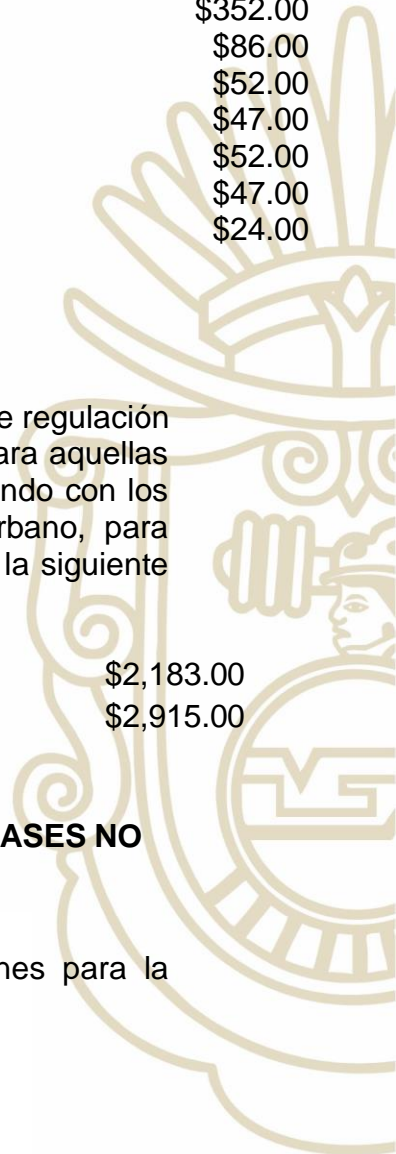 $352.00
$86.00
$52.00
$47.00
$52.00
$47.00
$24.00
e regulación
ara aquellas
ndo con los
rbano, para
la siguiente
$2,183.00
$2,915.00
ASES NO
nes para la